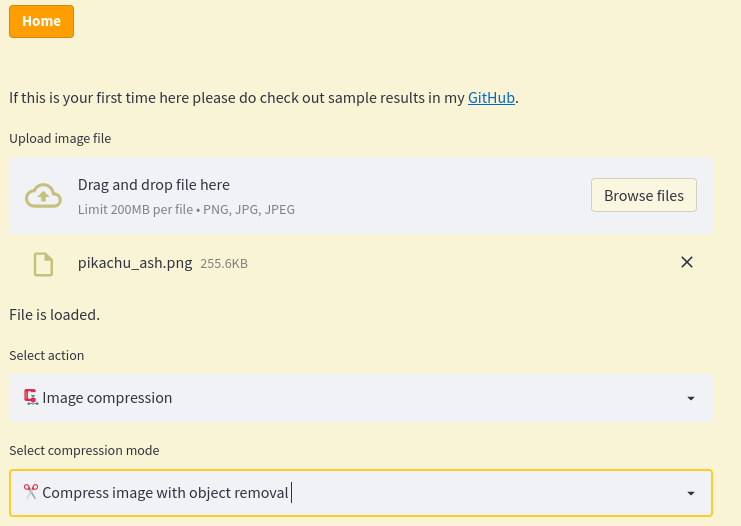 Home
If this is your first time here please do check out sample results in my GitHub.
Upload image file
Drag and drop file here
Limit 200MB per file • PNG, JPG, JPEG
Browse files
pikachu_ash.png 255.6KB
File is loaded.
Select action
Image compression
Select compression mode
Compress image with object removal